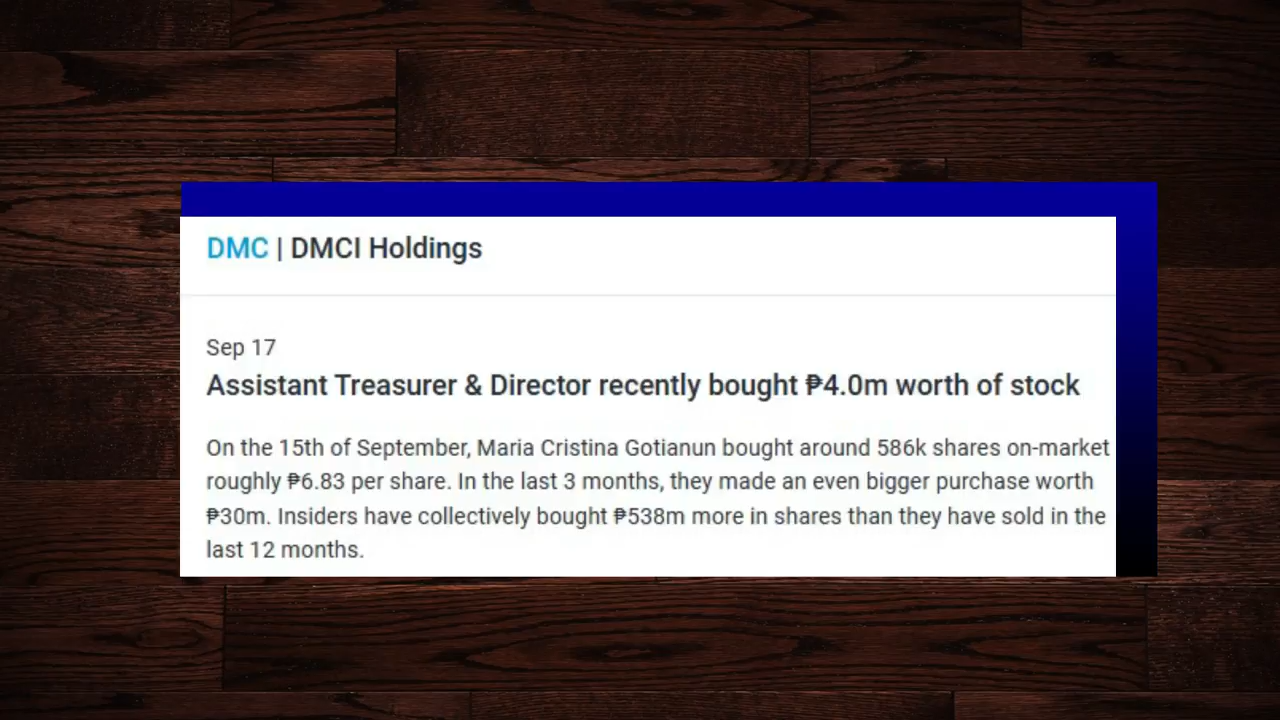 DMC | DMCI Holdings
Sep 17
Assistant Treasurer & Director recently bought ₱4.0m worth of stock
On the 15th of September, Maria Cristina Gotianun bought around 586k shares on-market
roughly ₱6.83 per share. In the last 3 months, they made an even bigger purchase worth
₱30m. Insiders have collectively bought ₱538m more in shares than they have sold in the
last 12 months.